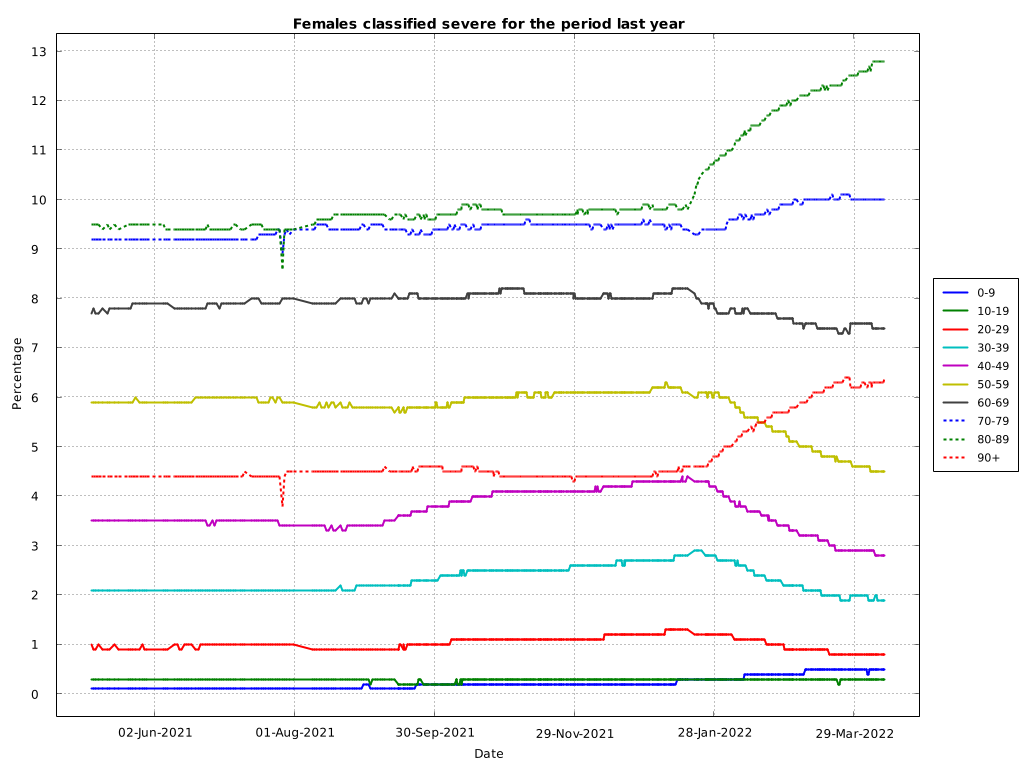 Females classified severe for the period last year
13
12
11
10
9
8
7
6
5
4
3
2
1
0
Percentage
02-Jun-2021
01-Aug-2021
30-Sep-2021
29-Nov-2021
28-Jan-2022
29-Mar-2022
Date
0-9
10-19
20-29
30-39
40-49
50-59
60-69
70-79
80-89
90+